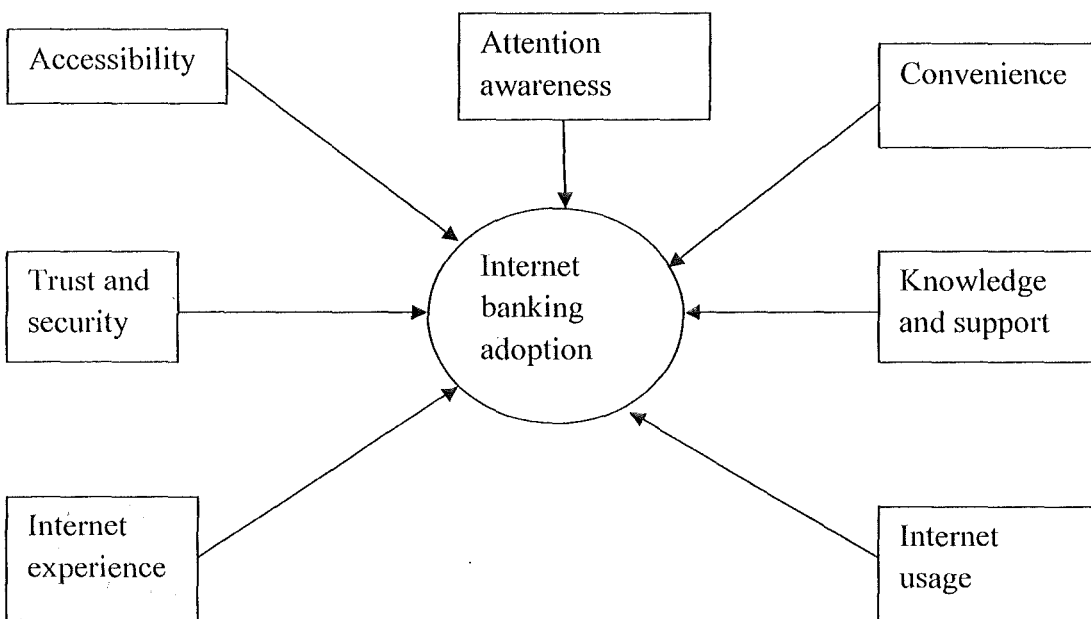 Accessibility
Attention
awareness
Convenience
Trust and
security
Internet
banking
adoption
Knowledge
and support
Internet
experience
Internet
usage